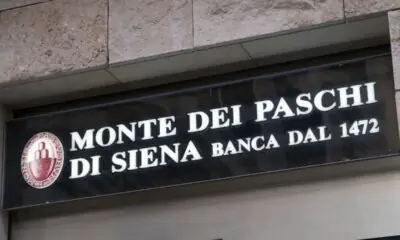 MONTE DEI PASCHI
DI SIENA BANCA DAL 1472